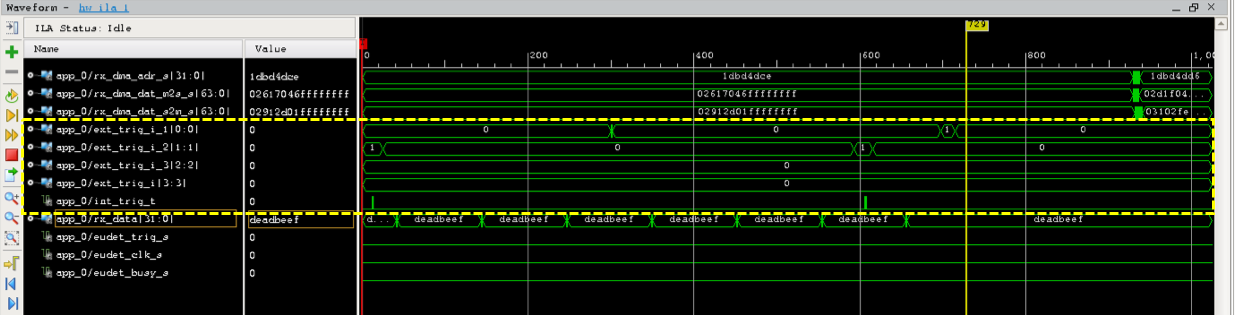 Waveform - hw_ila_1
ILA Status: Idle
729
Name Value
0 200 400 600 800 1,00
app_0/rx_dma_adr_s[31:0] 1dbd4dce 1dbd4dce 1dbd4dd6
app_0/rx_dma_dat_m2s_s[63:0] 02617046ffffffff 02617046ffffffff 02d1f04...
app_0/rx_dma_dat_s2m_s[63:0] 02912d01ffffffff 02912d01ffffffff 03102fe...
app_0/ext_trig_i_1[0:0] 0 0 0 1 0
app_0/ext_trig_i_2[1:1] 0 1 0 1 0
app_0/ext_trig_i_3[2:2] 0 0
app_0/ext_trig_i[3:3] 0 0
app_0/int_trig_t 0
app_0/rx_data[31:0] deadbeef d... deadbeef deadbeef deadbeef deadbeef deadbeef deadbeef deadbeef
app_0/eudet_trig_s 0
app_0/eudet_clk_s 0
app_0/eudet_busy_s 0